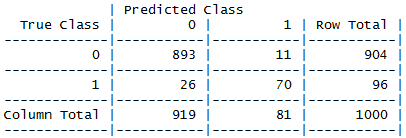 | Predicted Class
True Class | 0 | 1 | Row Total |
-----------|-----------|-----------|-----------|
0 | 893 | 11 | 904 |
-----------|-----------|-----------|-----------|
1 | 26 | 70 | 96 |
-----------|-----------|-----------|-----------|
Column Total | 919 | 81 | 1000 |
-----------|-----------|-----------|-----------|